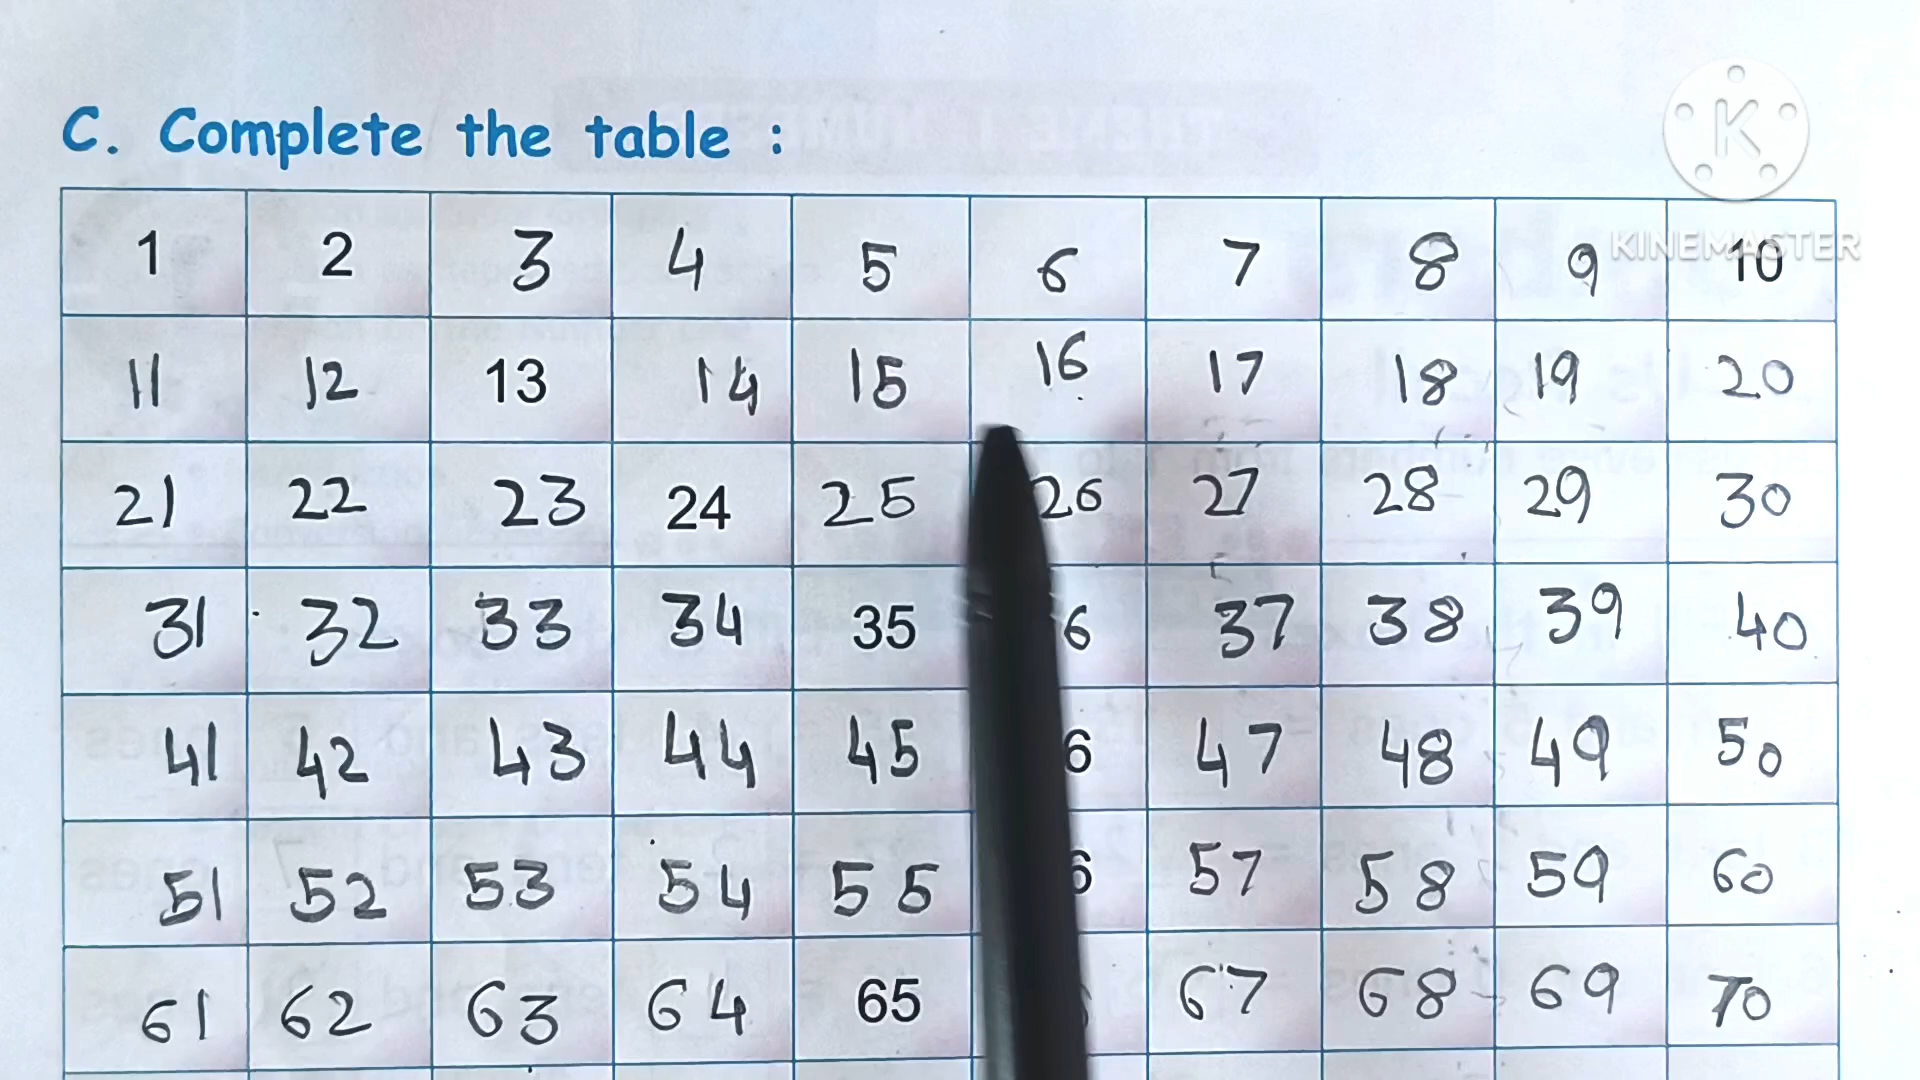 C. Complete the table :
K
KINEMASTER
1 2 3 4 5 6 7 8 9 10
11 12 13 14 15 16 17 18 19 20
21 22 23 24 25 26 27 28 29 30
31 32 33 34 35 6 37 38 39 40
41 42 43 44 45 6 47 48 49 50
51 52 53 54 55 6 57 58 59 60
61 62 63 64 65 67 68 69 70